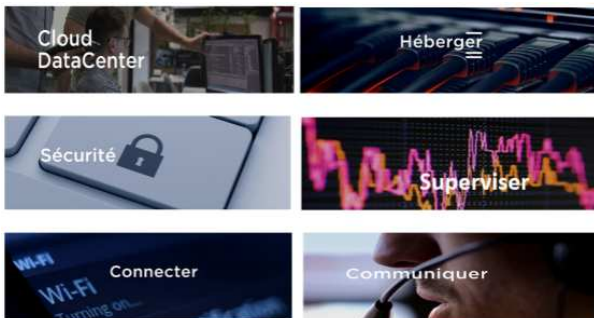 Cloud
DataCenter
Héberger
Sécurité
Superviser
Wi-Fi
Wi-Fi
Turning on...
Connecter
Communiquer